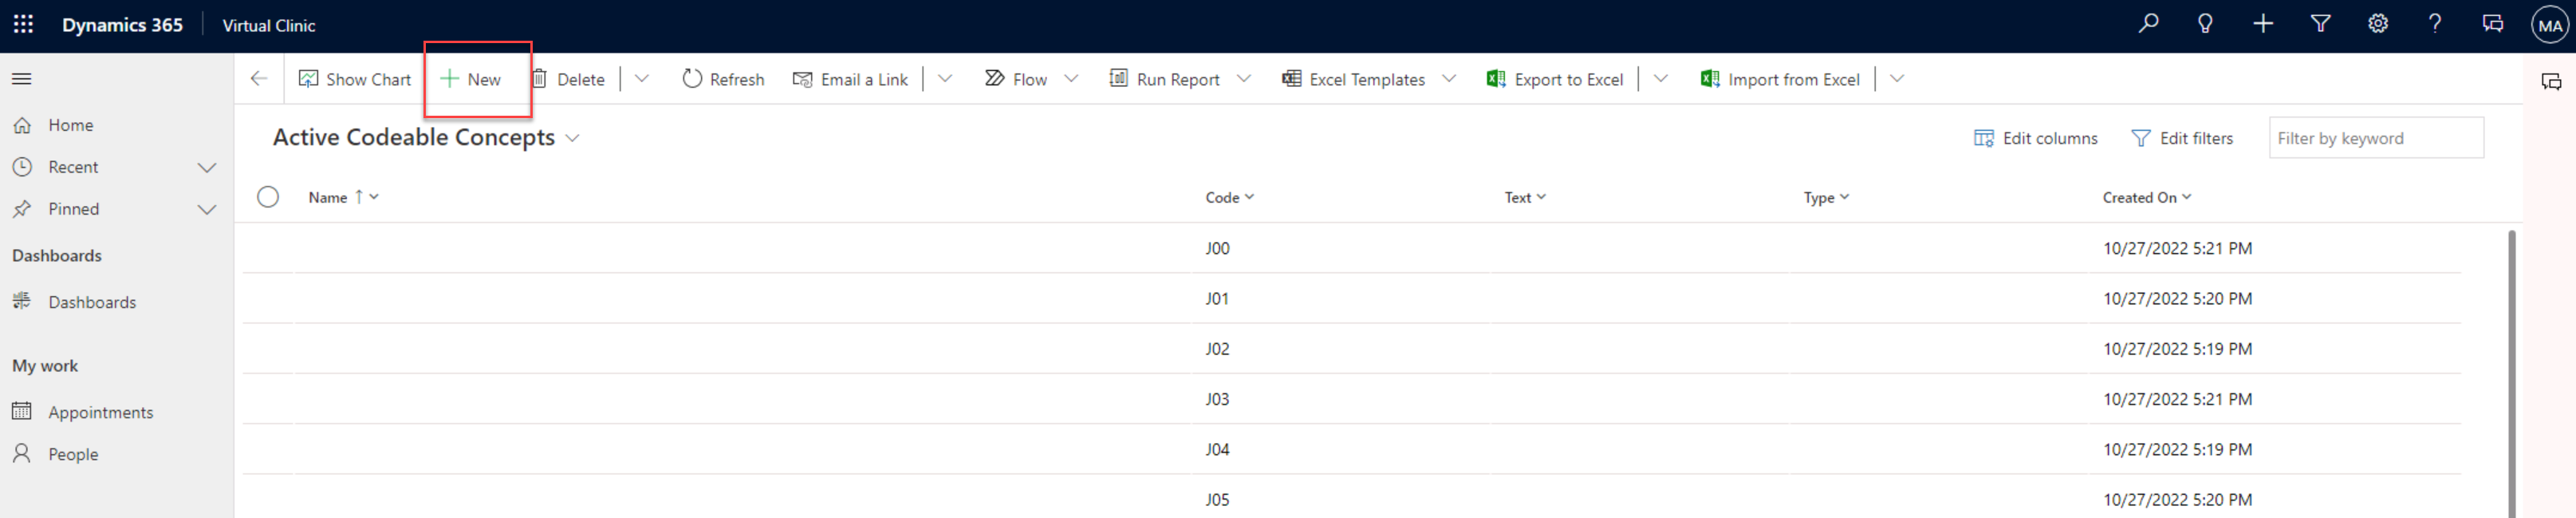 Dynamics 365 Virtual Clinic MA
Show Chart New Delete Refresh Email a Link Flow Run Report Excel Templates Export to Excel Import from Excel
Home
Recent
Pinned
Dashboards
Dashboards
My work
Appointments
People
Active Codeable Concepts Edit columns Edit filters Filter by keyword
Name ↑ Code Text Type Created On
J00 10/27/2022 5:21 PM
J01 10/27/2022 5:20 PM
J02 10/27/2022 5:19 PM
J03 10/27/2022 5:21 PM
J04 10/27/2022 5:19 PM
J05 10/27/2022 5:20 PM